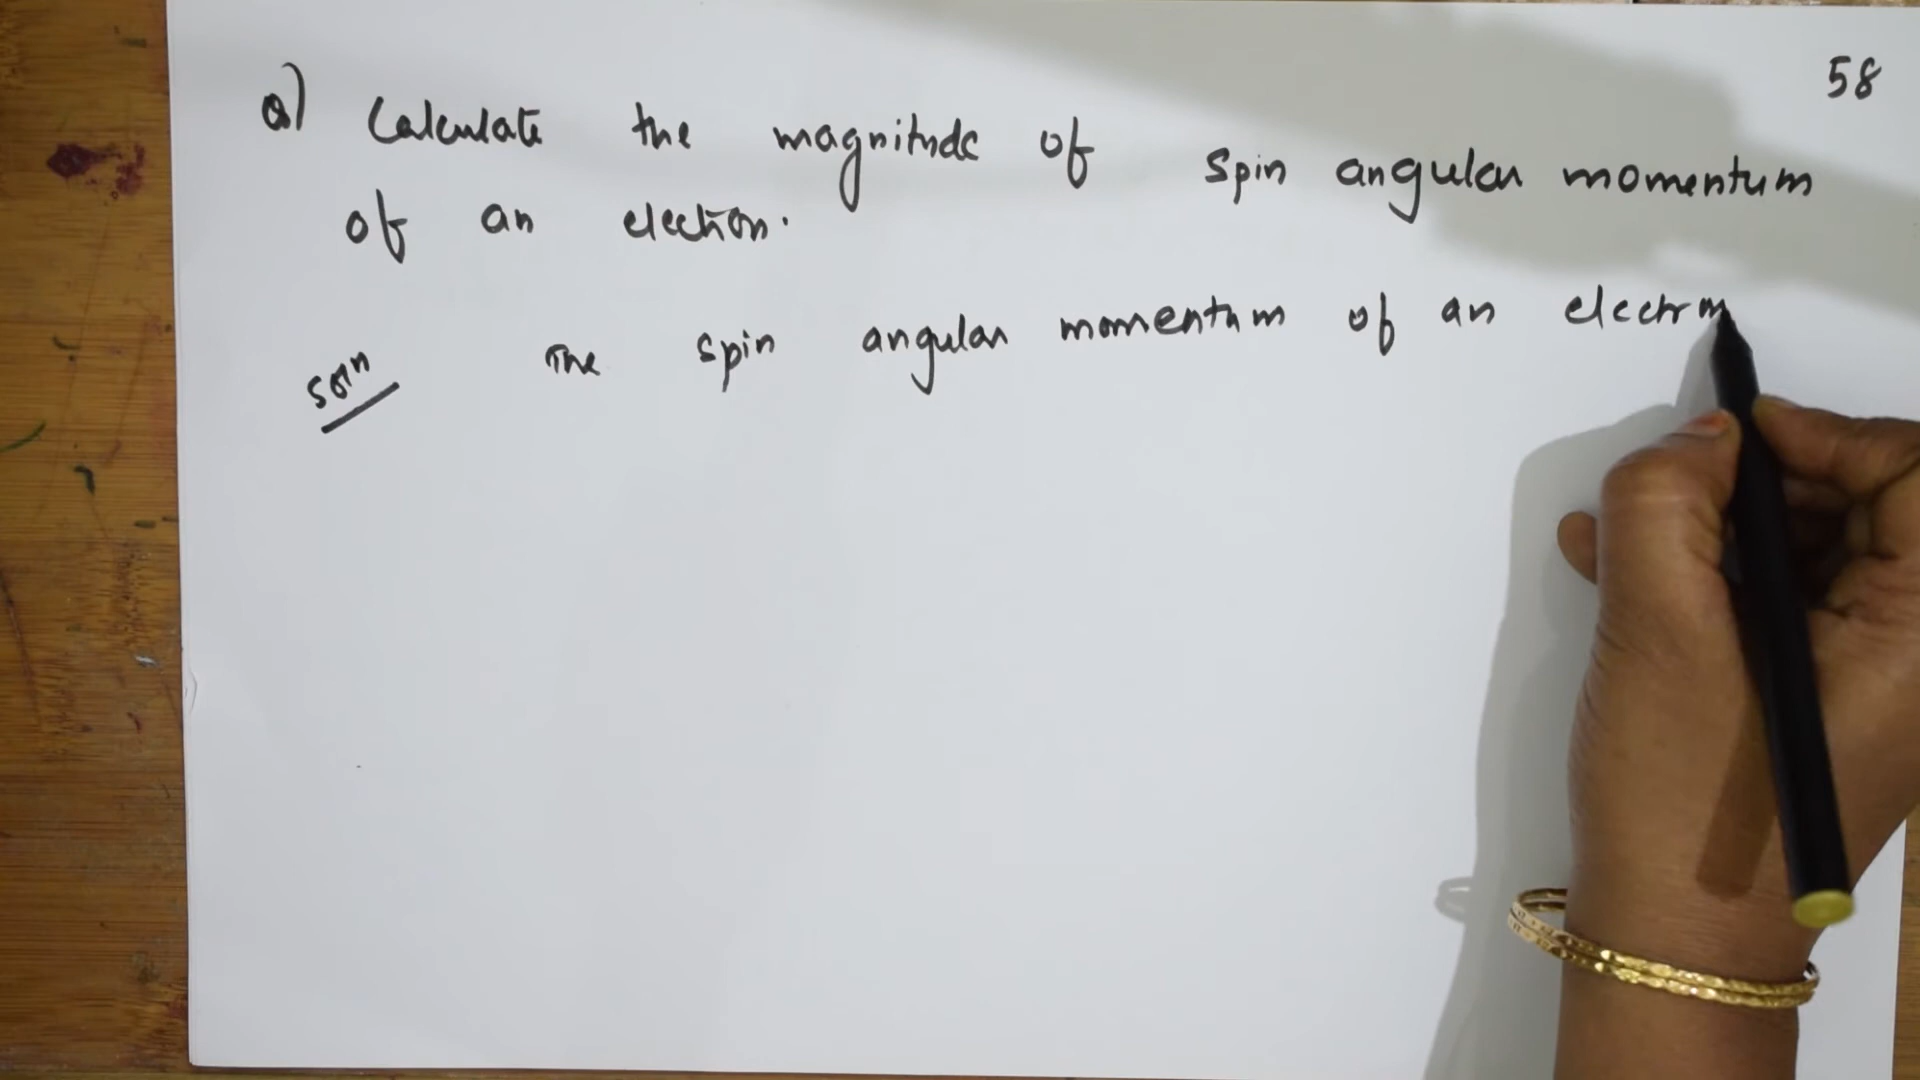 58
Q) Calculate the magnitude of spin angular momentum
of an electron.
Soln The spin angular momentum of an electron